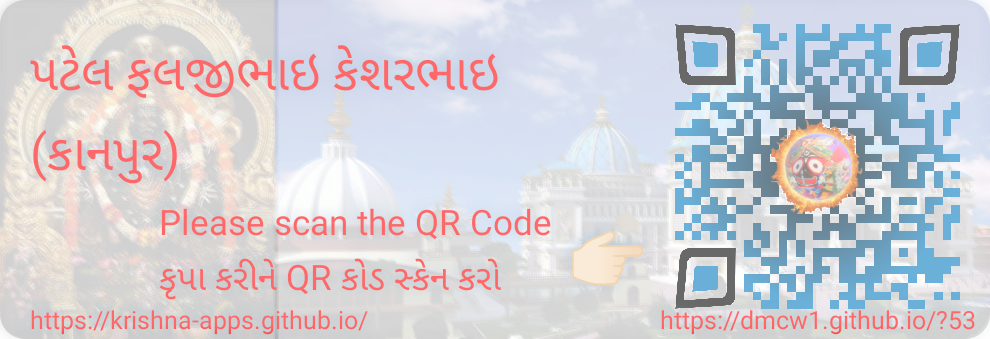 પટેલ ફલજીભાઇ કેશરભાઇ
(કાનપુર)
Please scan the QR Code
કૃપા કરીને QR કોડ સ્કેન કરો
https://krishna-apps.github.io/
https://dmcw1.github.io/?53